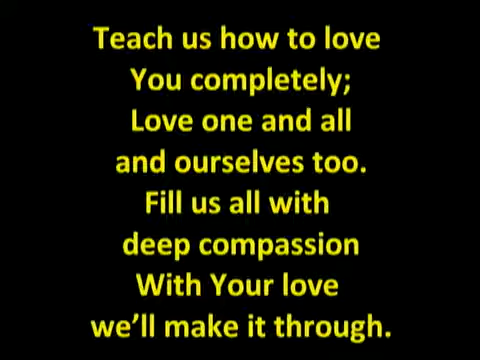 Teach us how to love
You completely;
Love one and all
and ourselves too.
Fill us all with
deep compassion
With Your love
we’ll make it through.